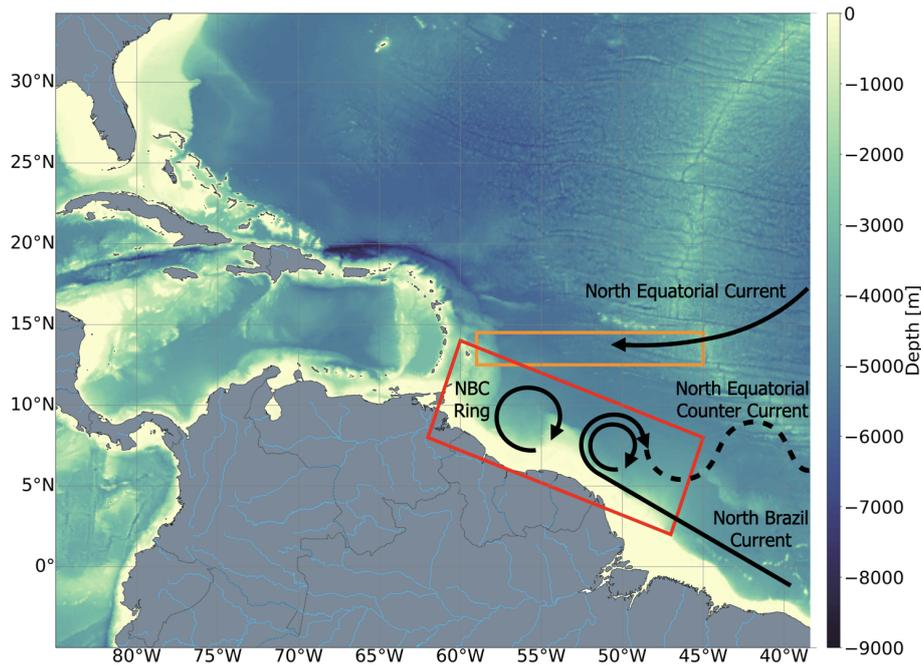 30°N
25°N
20°N
15°N
10°N
5°N
0°
80°W
75°W
70°W
65°W
60°W
55°W
50°W
45°W
40°W
North Equatorial Current
NBC
Ring
North Equatorial
Counter Current
North Brazil
Current
0
−1000
−2000
−3000
−4000
−5000
−6000
−7000
−8000
−9000
Depth [m]